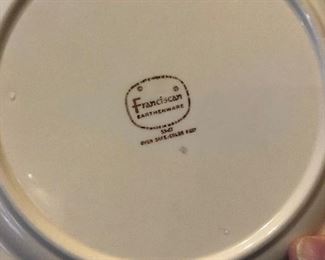 Franciscan
EARTHENWARE
OVEN SAFE-COLOR FAST